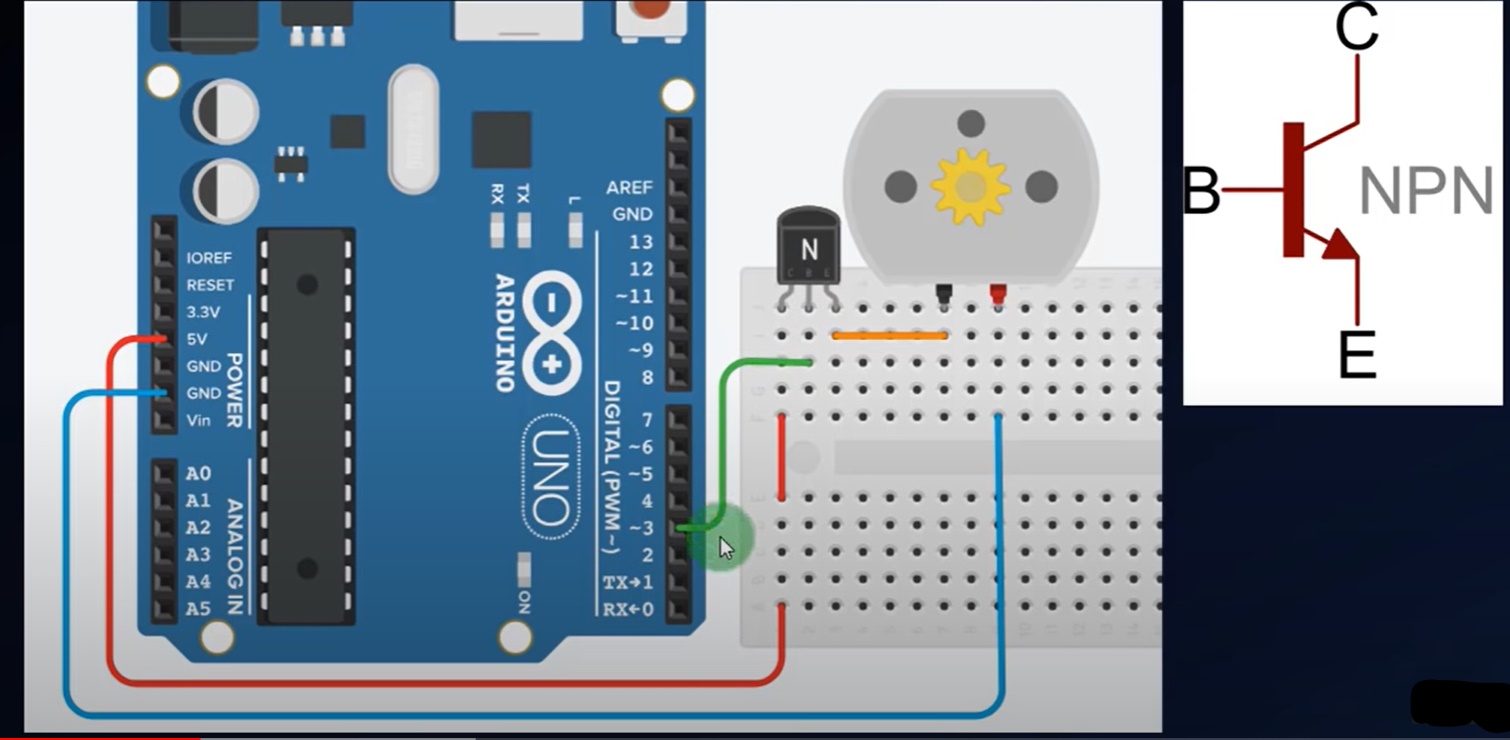 AREF
GND
13
12
~11
~10
~9
8
7
~6
~5
4
~3
2
TX→1
RX←0
DIGITAL (PWM~)
RX
TX
L
ARDUINO
UNO
ON
IOREF
RESET
3.3V
5V
GND
GND
Vin
POWER
A0
A1
A2
A3
A4
A5
ANALOG IN
N
C B E
C
B
NPN
E